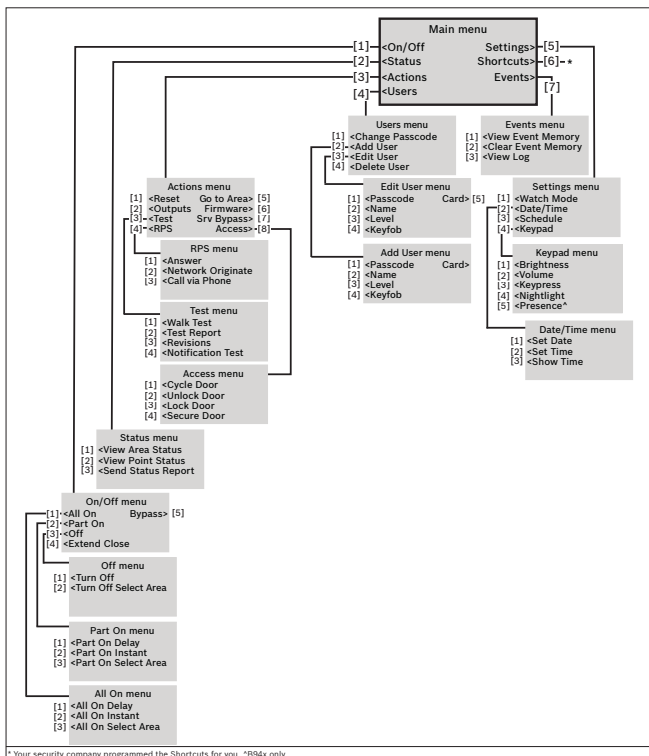 Main menu
[1] <On/Off Settings> [5]
[2] <Status Shortcuts> [6] *
[3] <Actions Events> [7]
[4] <Users
Users menu
[1] <Change Passcode
[2] <Add User
[3] <Edit User
[4] <Delete User
Events menu
[1] <View Event Memory
[2] <Clear Event Memory
[3] <View Log
Actions menu
[1] <Reset Go to Area> [5]
[2] <Outputs Firmware> [6]
[3] <Test Srv Bypass> [7]
[4] <RPS Access> [8]
Edit User menu
[1] <Passcode Card> [5]
[2] <Name
[3] <Level
[4] <Keyfob
Settings menu
[1] <Watch Mode
[2] <Date/Time
[3] <Schedule
[4] <Keypad
RPS menu
[1] <Answer
[2] <Network Originate
[3] <Call via Phone
Add User menu
[1] <Passcode Card>
[2] <Name
[3] <Level
[4] <Keyfob
Keypad menu
[1] <Brightness
[2] <Volume
[3] <Keypress
[4] <Nightlight
[5] <Presence^
Test menu
[1] <Walk Test
[2] <Test Report
[3] <Revisions
[4] <Notification Test
Date/Time menu
[1] <Set Date
[2] <Set Time
[3] <Show Time
Access menu
[1] <Cycle Door
[2] <Unlock Door
[3] <Lock Door
[4] <Secure Door
Status menu
[1] <View Area Status
[2] <View Point Status
[3] <Send Status Report
On/Off menu
[1] <All On Bypass> [5]
[2] <Part On
[3] <Off
[4] <Extend Close
Off menu
[1] <Turn Off
[2] <Turn Off Select Area
Part On menu
[1] <Part On Delay
[2] <Part On Instant
[3] <Part On Select Area
All On menu
[1] <All On Delay
[2] <All On Instant
[3] <All On Select Area
* Your security company programmed the Shortcuts for you. ^B94x only